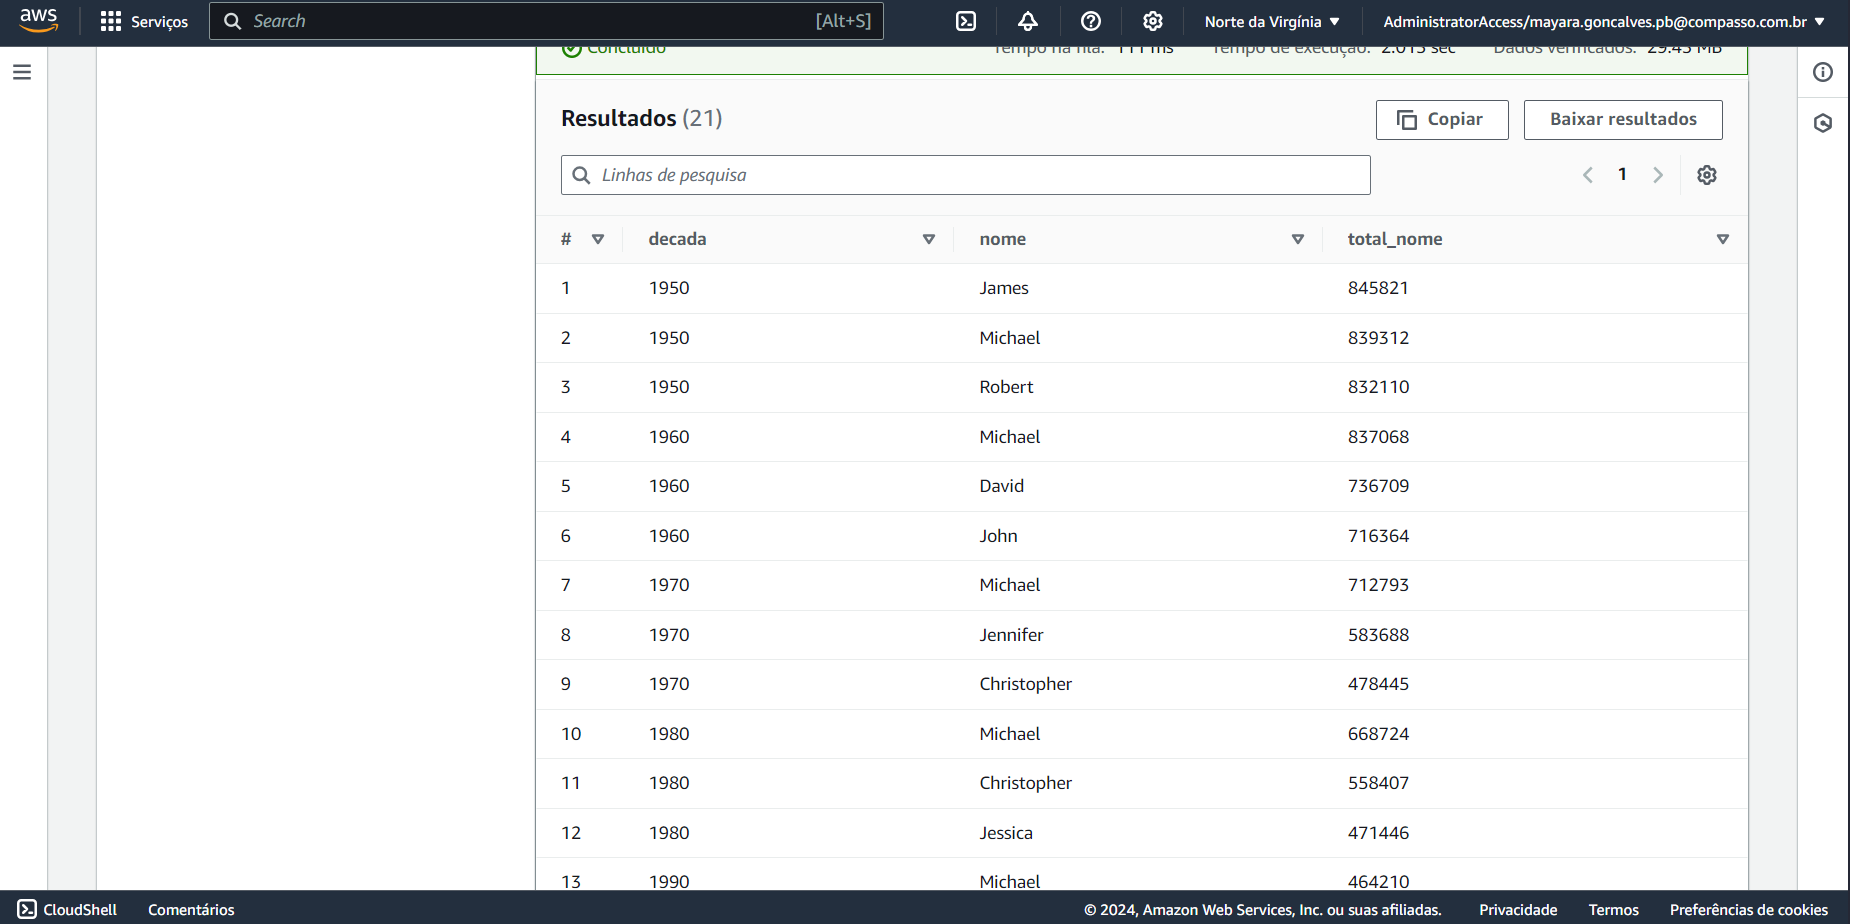 aws Serviços Search [Alt+S] Norte da Virgínia AdministratorAccess/mayara.goncalves.pb@compasso.com.br
Concluído Tempo na fila: 111 ms Tempo de execução: 2.015 sec Dados verificados: 29.45 MB
Resultados (21) Copiar Baixar resultados
Linhas de pesquisa 1
# decada nome total_nome
1 1950 James 845821
2 1950 Michael 839312
3 1950 Robert 832110
4 1960 Michael 837068
5 1960 David 736709
6 1960 John 716364
7 1970 Michael 712793
8 1970 Jennifer 583688
9 1970 Christopher 478445
10 1980 Michael 668724
11 1980 Christopher 558407
12 1980 Jessica 471446
13 1990 Michael 464210
CloudShell Comentários © 2024, Amazon Web Services, Inc. ou suas afiliadas. Privacidade Termos Preferências de cookies